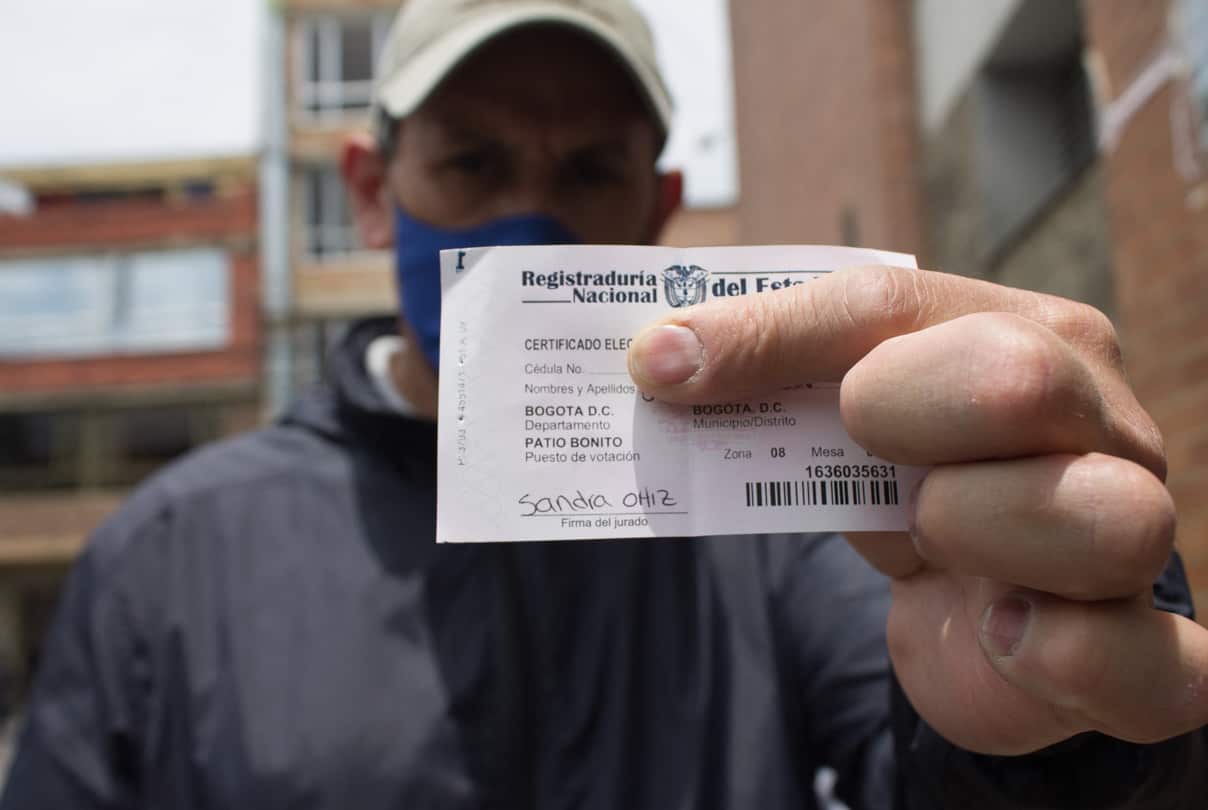 Registraduría
Nacional
del Esta
CERTIFICADO ELEC
Cédula No.
Nombres y Apellidos
BOGOTA D.C.
Departamento
BOGOTA. D.C.
Municipio/Distrito
PATIO BONITO
Puesto de votación
Zona 08 Mesa
1636035631
Sandra Ortiz
Firma del jurado